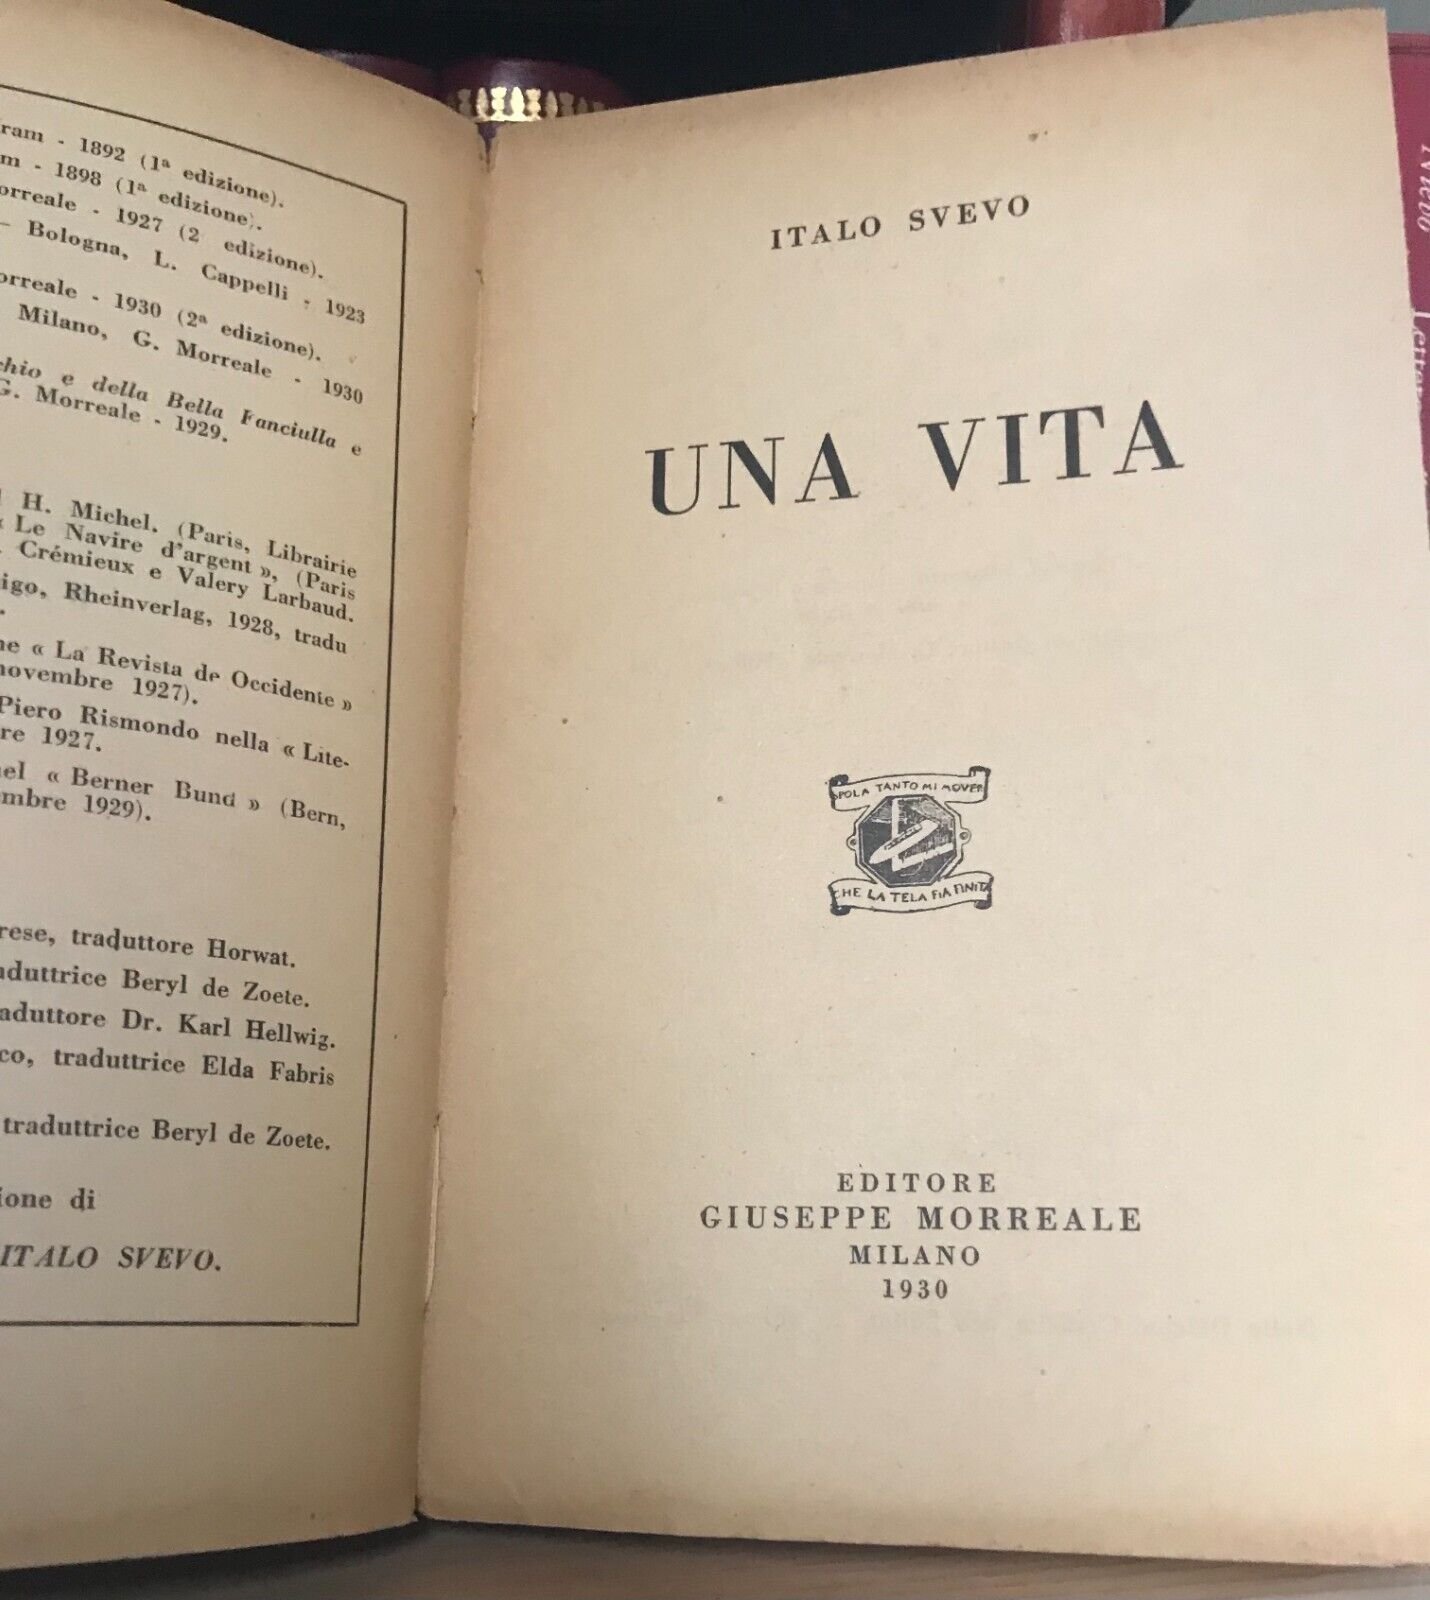 ram - 1892 (1ª edizione).
m - 1898 (1ª edizione).
orreale - 1927 (2 edizione).
- Bologna, L. Cappelli - 1923
orreale - 1930 (2ª edizione).
Milano, G. Morreale - 1930
chio e della Bella Fanciulla e
G. Morreale - 1929.
H. Michel. (Paris, Librairie
« Le Navire d'argent », (Paris
. Crémieux e Valery Larbaud.
igo, Rheinverlag, 1928, tradu
ne « La Revista de Occidente »
novembre 1927).
Piero Rismondo nella « Lite-
re 1927.
nel « Berner Bund » (Bern,
embre 1929).
rese, traduttore Horwat.
aduttrice Beryl de Zoete.
aduttore Dr. Karl Hellwig.
co, traduttrice Elda Fabris
traduttrice Beryl de Zoete.
ione di
ITALO SVEVO.
ITALO SVEVO
UNA VITA
SPOLA TANTO MI MOVER
CHE LA TELA FIA FINITA
EDITORE
GIUSEPPE MORREALE
MILANO
1930